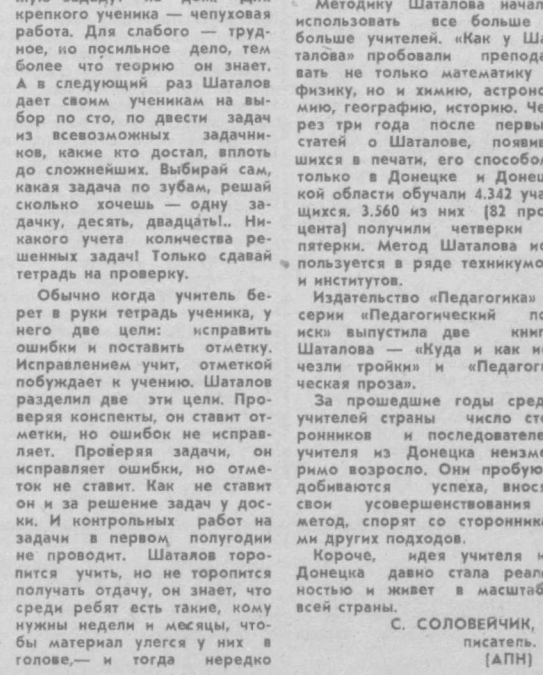 крепкого ученика — чепуховая
работа. Для слабого — труд-
ное, но посильное дело, тем
более что теорию он знает.
А в следующий раз Шаталов
дает своим ученикам на вы-
бор по сто, по двести задач
из всевозможных задачни-
ков, какие кто достал, вплоть
до сложнейших. Выбирай сам,
какая задача по зубам, решай
сколько хочешь — одну за-
дачку, десять, двадцать!.. Ни-
какого учета количества ре-
шенных задач! Только сдавай
тетрадь на проверку.
Обычно когда учитель бе-
рет в руки тетрадь ученика, у
него две цели: исправить
ошибки и поставить отметку.
Исправлением учит, отметкой
побуждает к учению. Шаталов
разделил две эти цели. Про-
веряя конспекты, он ставит от-
метки, но ошибок не исправ-
ляет. Проверяя задачи, он
исправляет ошибки, но отме-
ток не ставит. Как не ставит
он и за решение задач у дос-
ки. И контрольных работ на
задачи в первом полугодии
не проводит. Шаталов торо-
пится учить, но не торопится
получать отдачу, он знает, что
среди ребят есть такие, кому
нужны недели и месяцы, что-
бы материал улегся у них в
голове,— и тогда нередко
Методику Шаталова начал
использовать все больше
больше учителей. «Как у Ша
талова» пробовали препода
вать не только математику
физику, но и химию, астроно
мию, географию, историю. Че
рез три года после первы
статей о Шаталове, появив
шихся в печати, его способом
только в Донецке и Донец
кой области обучали 4.342 уча
щихся. 3.560 из них (82 про
цента) получили четверки
пятерки. Метод Шаталова ис
пользуется в ряде техникумо
и институтов.
Издательство «Педагогика»
серии «Педагогический по
иск» выпустила две книг
Шаталова — «Куда и как ис
чезли тройки» и «Педагоги
ческая проза».
За прошедшие годы сред
учителей страны число сто
ронников и последователе
учителя из Донецка неизме
римо возросло. Они пробую
добиваются успеха, внося
свои усовершенствования
метод, спорят со сторонника
ми других подходов.
Короче, идея учителя и
Донецка давно стала реаль
ностью и живет в масштаб
всей страны.
С. СОЛОВЕЙЧИК,
писатель.
(АПН)